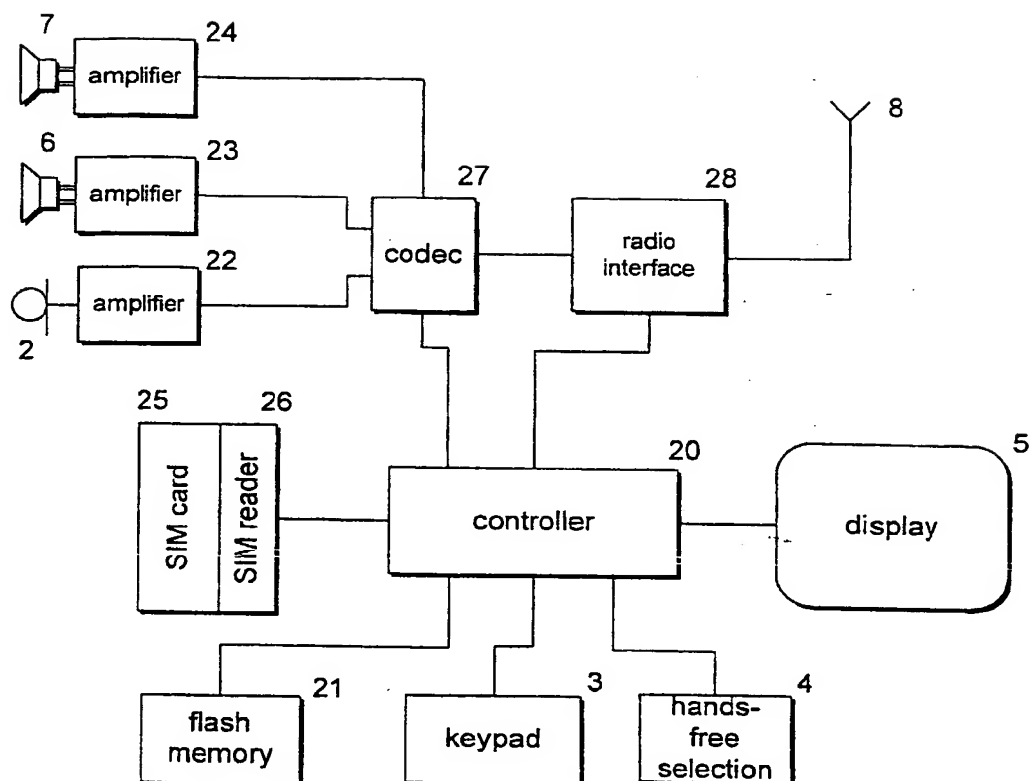 7
24
amplifier
6
23
amplifier
22
amplifier
2
27
codec
28
radio
interface
8
25
26
SIM card
SIM reader
20
controller
5
display
21
flash
memory
3
keypad
4
hands-
free
selection